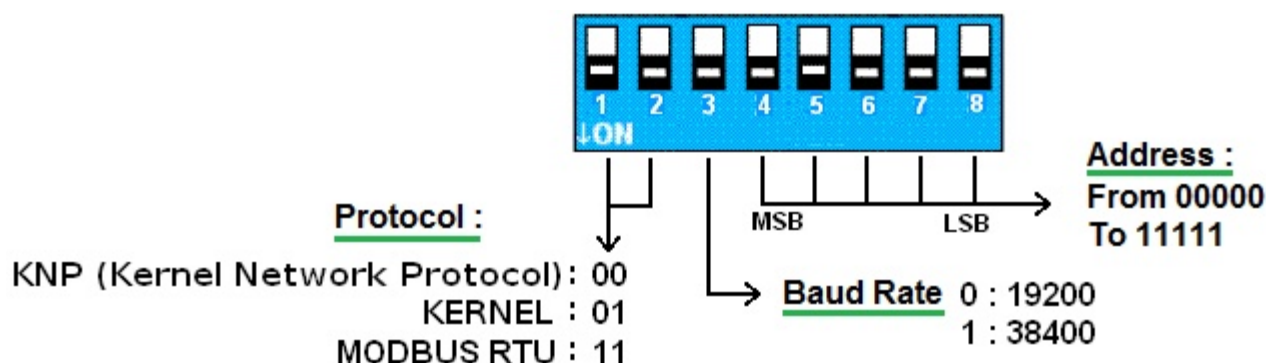 1 2 3 4 5 6 7 8
↓ON
Address :
From 00000
To 11111
MSB
LSB
Protocol :
KNP (Kernel Network Protocol): 00
KERNEL : 01
MODBUS RTU : 11
Baud Rate 0 : 19200
1 : 38400